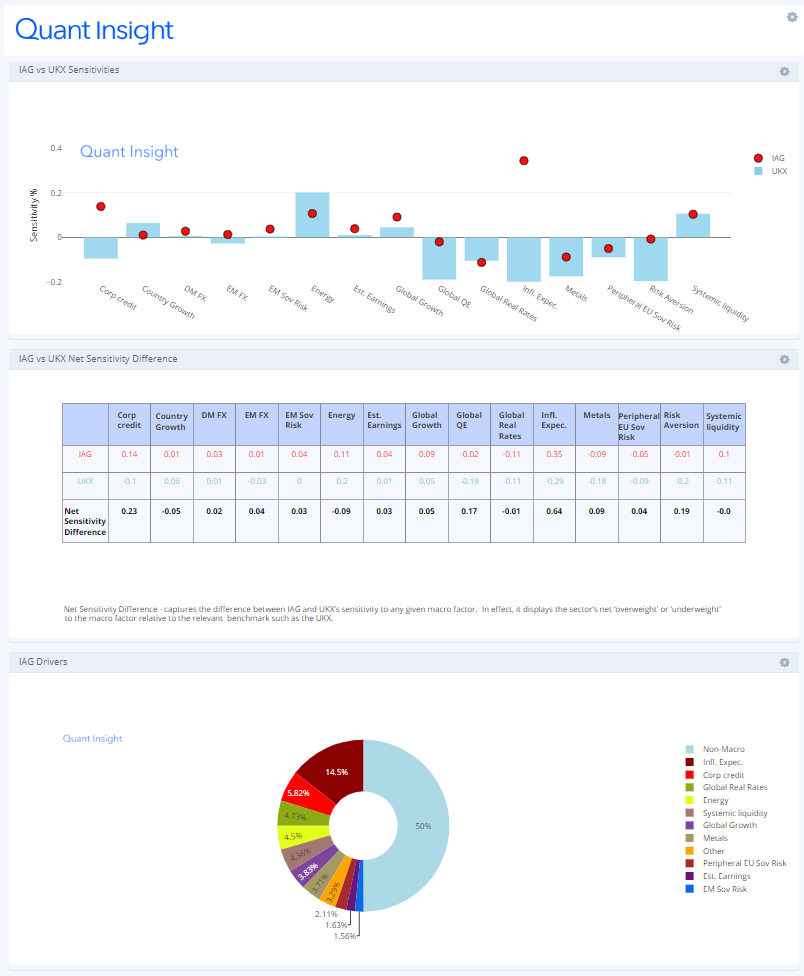 Quant Insight
IAG vs UKX Sensitivities
Quant Insight
0.4
0.2
0
−0.2
Sensitivity %
IAG
UKX
Corp credit
Country Growth
DM FX
EM FX
EM Sov Risk
Energy
Est. Earnings
Global Growth
Global QE
Global Real Rates
Infl. Expec.
Metals
Peripheral EU Sov Risk
Risk Aversion
Systemic liquidity
IAG vs UKX Net Sensitivity Difference
Corp credit Country Growth DM FX EM FX EM Sov Risk Energy Est. Earnings Global Growth Global QE Global Real Rates Infl. Expec. Metals Peripheral EU Sov Risk Risk Aversion Systemic liquidity
IAG 0.14 0.01 0.03 0.01 0.04 0.11 0.04 0.09 -0.02 -0.11 0.35 -0.09 -0.05 -0.01 0.1
UKX -0.1 0.06 0.01 -0.03 0 0.2 0.01 0.05 -0.19 -0.11 -0.29 -0.18 -0.09 -0.2 0.11
Net Sensitivity Difference 0.23 -0.05 0.02 0.04 0.03 -0.09 0.03 0.05 0.17 -0.01 0.64 0.09 0.04 0.19 -0.0
Net Sensitivity Difference - captures the difference between IAG and UKX's sensitivity to any given macro factor. In effect, it displays the sector's net 'overweight' or 'underweight'
to the macro factor relative to the relevant benchmark such as the UKX.
IAG Drivers
Quant Insight
14.5%
5.82%
4.73%
4.5%
4.36%
3.83%
3.71%
3.29%
2.11%
1.63%
1.56%
50%
Non-Macro
Infl. Expec.
Corp credit
Global Real Rates
Energy
Systemic liquidity
Global Growth
Metals
Other
Peripheral EU Sov Risk
Est. Earnings
EM Sov Risk